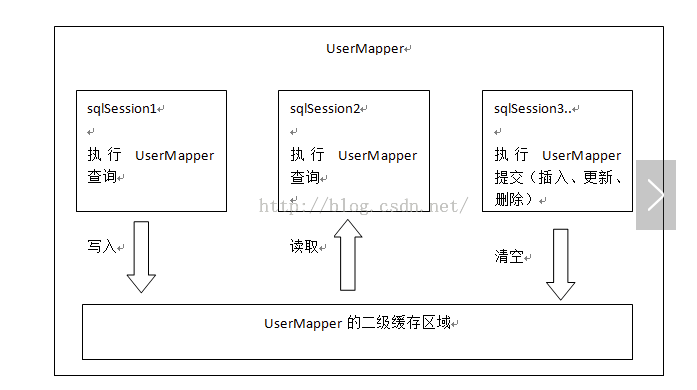 UserMapper
sqlSession1
执行 UserMapper
查询
sqlSession2
执行 UserMapper
查询
sqlSession3..
执行 UserMapper
提交（插入、更新、
删除）
http://blog.csdn.net/
写入
读取
清空
UserMapper 的二级缓存区域